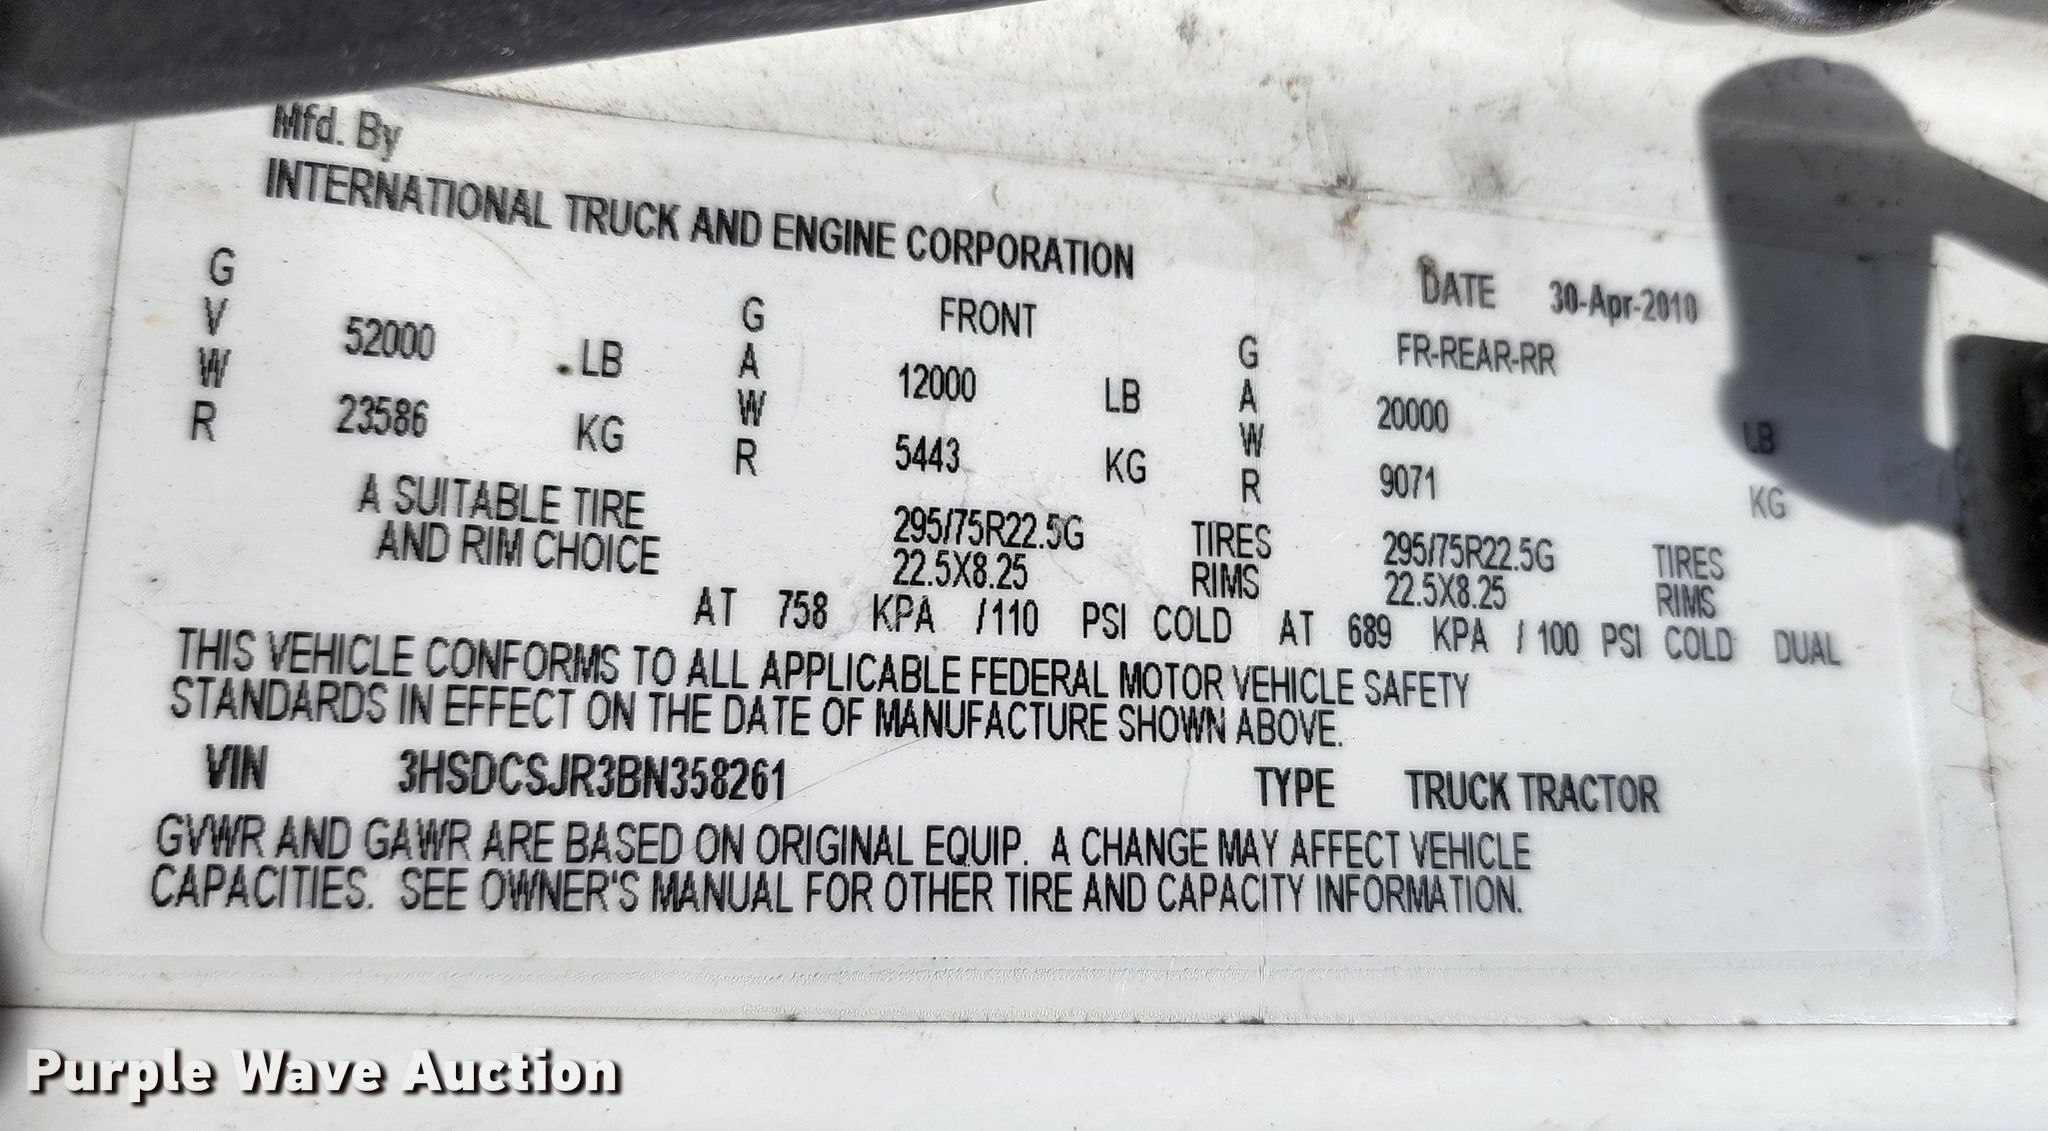 Mfd. By
INTERNATIONAL TRUCK AND ENGINE CORPORATION
DATE 30-Apr-2010
GVWR 52000 LB GAWR FRONT 12000 LB GAWR FR-REAR-RR 20000 LB
23586 KG 5443 KG 9071 KG
A SUITABLE TIRE 295/75R22.5G TIRES 295/75R22.5G TIRES
AND RIM CHOICE 22.5X8.25 RIMS 22.5X8.25 RIMS
AT 758 KPA /110 PSI COLD AT 689 KPA / 100 PSI COLD DUAL
THIS VEHICLE CONFORMS TO ALL APPLICABLE FEDERAL MOTOR VEHICLE SAFETY
STANDARDS IN EFFECT ON THE DATE OF MANUFACTURE SHOWN ABOVE.
VIN 3HSDCSJR3BN358261 TYPE TRUCK TRACTOR
GVWR AND GAWR ARE BASED ON ORIGINAL EQUIP. A CHANGE MAY AFFECT VEHICLE
CAPACITIES. SEE OWNER'S MANUAL FOR OTHER TIRE AND CAPACITY INFORMATION.
Purple Wave Auction